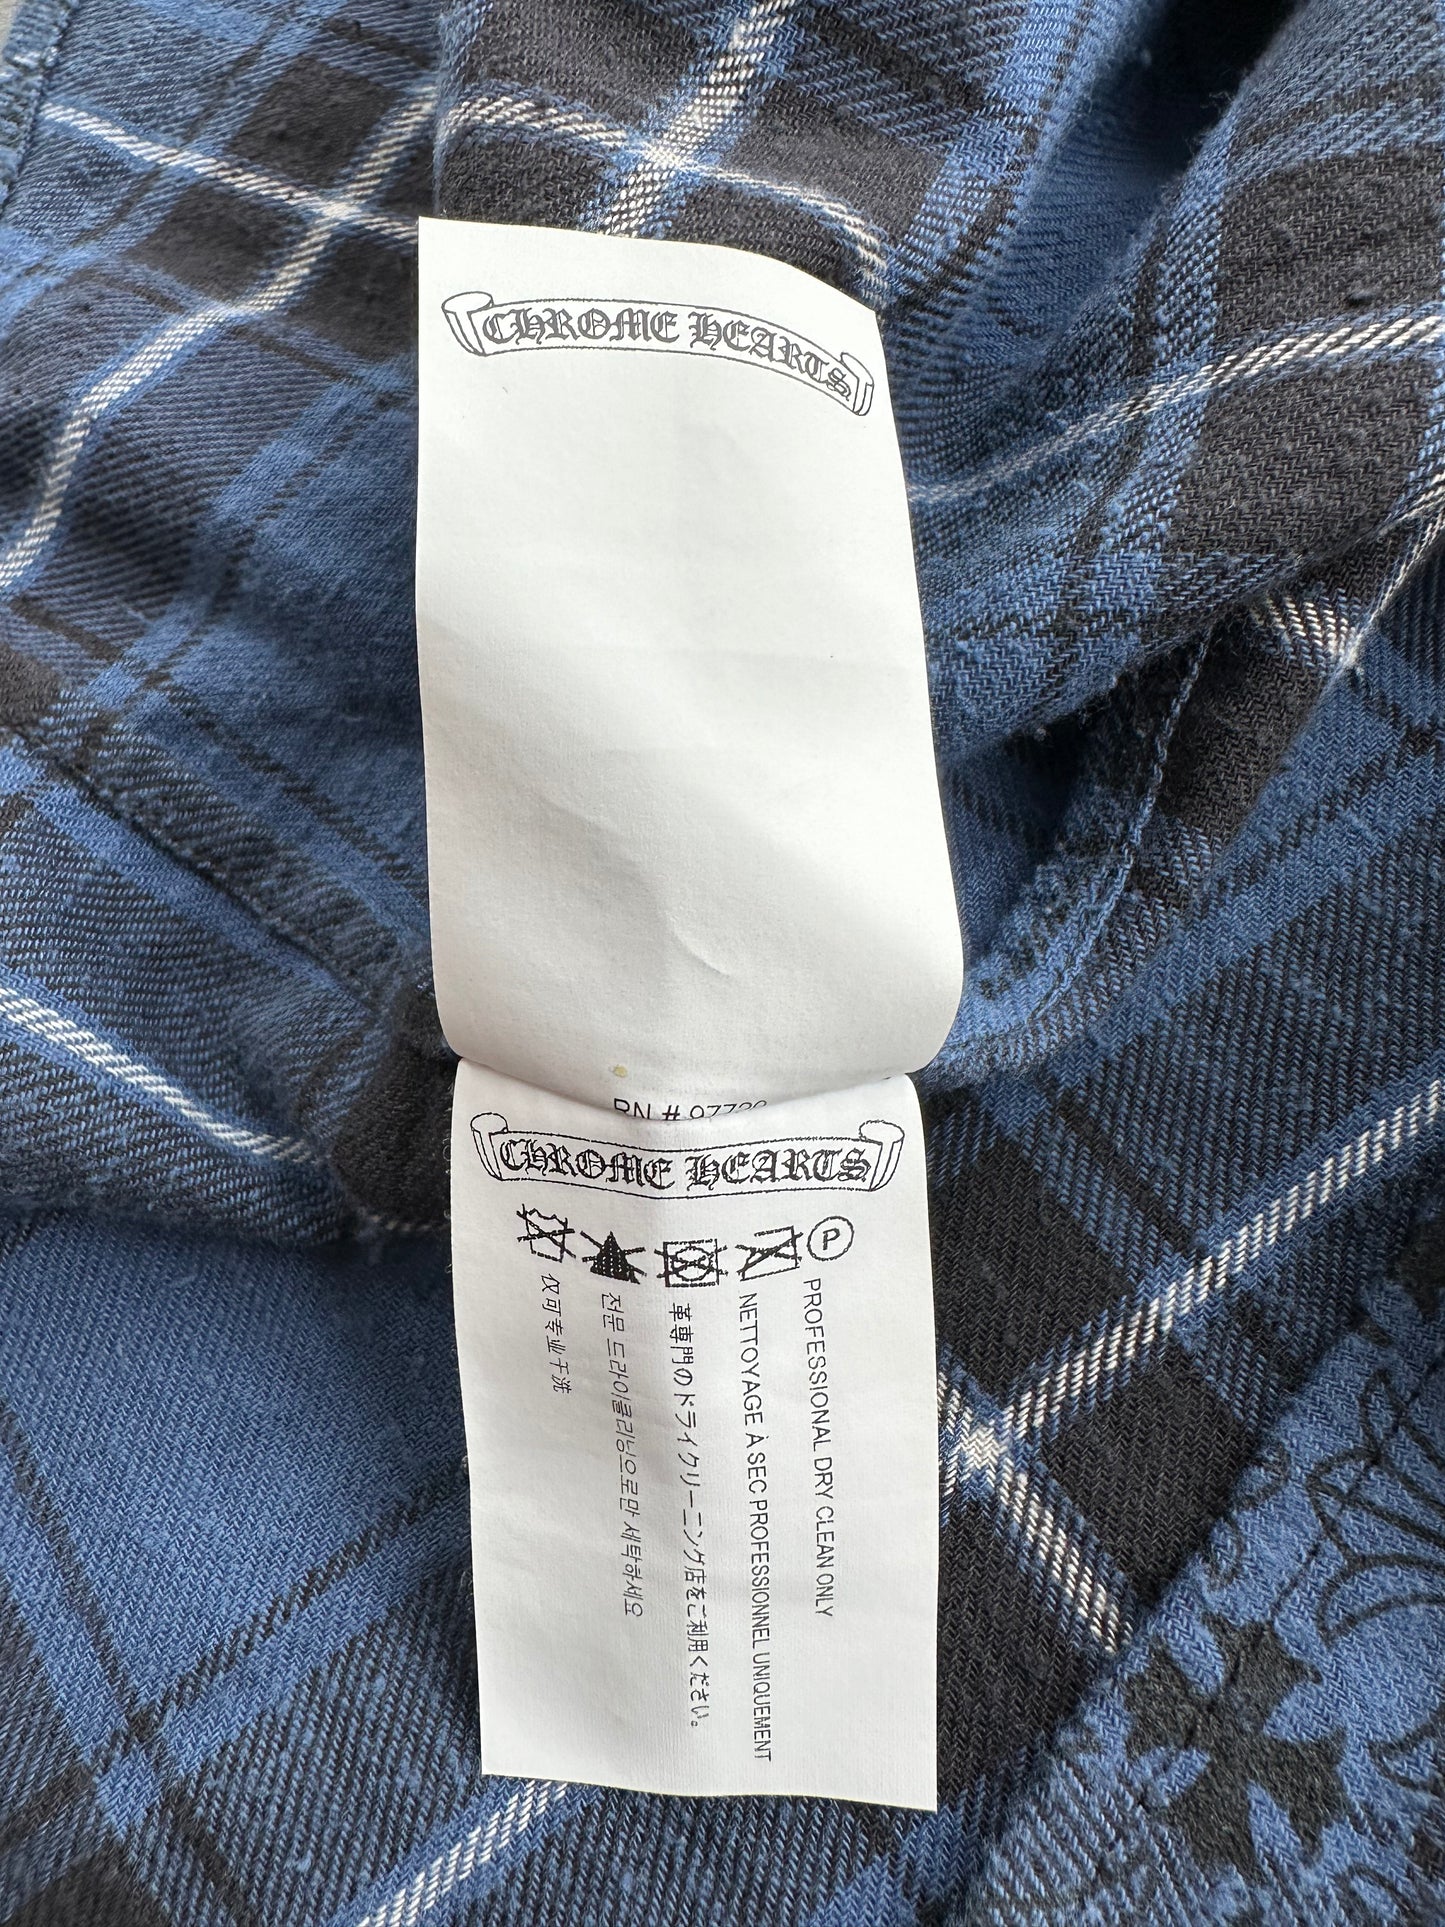 CHROME HEARTS
RN #
CHROME HEARTS
P
PROFESSIONAL DRY CLEAN ONLY
NETTOYAGE À SEC PROFESSIONNEL UNIQUEMENT
革専門のドライクリーニング店をご利用ください。
전문 드라이클리닝으로만 세탁하세요
仅可专业干洗